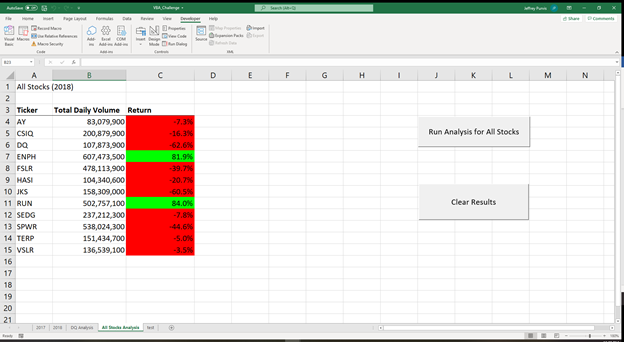 AutoSave Off VBA_Challenge Search (Alt+Q) Jeffrey Purvis
File Home Insert Page Layout Formulas Data Review View Developer Help Share Comments
Visual Basic Macros Record Macro Use Relative References Macro Security Add-ins Excel Add-ins COM Add-ins Insert Design Mode Properties View Code Run Dialog Source Map Properties Expansion Packs Refresh Data Import Export
Code Add-ins Controls XML
B23 fx
A B C D E F G H I J K L M N
1 All Stocks (2018)
2
3 Ticker Total Daily Volume Return
4 AY 83,079,900 -7.3%
5 CSIQ 200,879,900 -16.3%
6 DQ 107,873,900 -62.6%
7 ENPH 607,473,500 81.9%
8 FSLR 478,113,900 -39.7%
9 HASI 104,340,600 -20.7%
10 JKS 158,309,000 -60.5%
11 RUN 502,757,100 84.0%
12 SEDG 237,212,300 -7.8%
13 SPWR 538,024,300 -44.6%
14 TERP 151,434,700 -5.0%
15 VSLR 136,539,100 -3.5%
16
17
18
19
20
21
Run Analysis for All Stocks
Clear Results
2017 2018 DQ Analysis All Stocks Analysis test
Ready